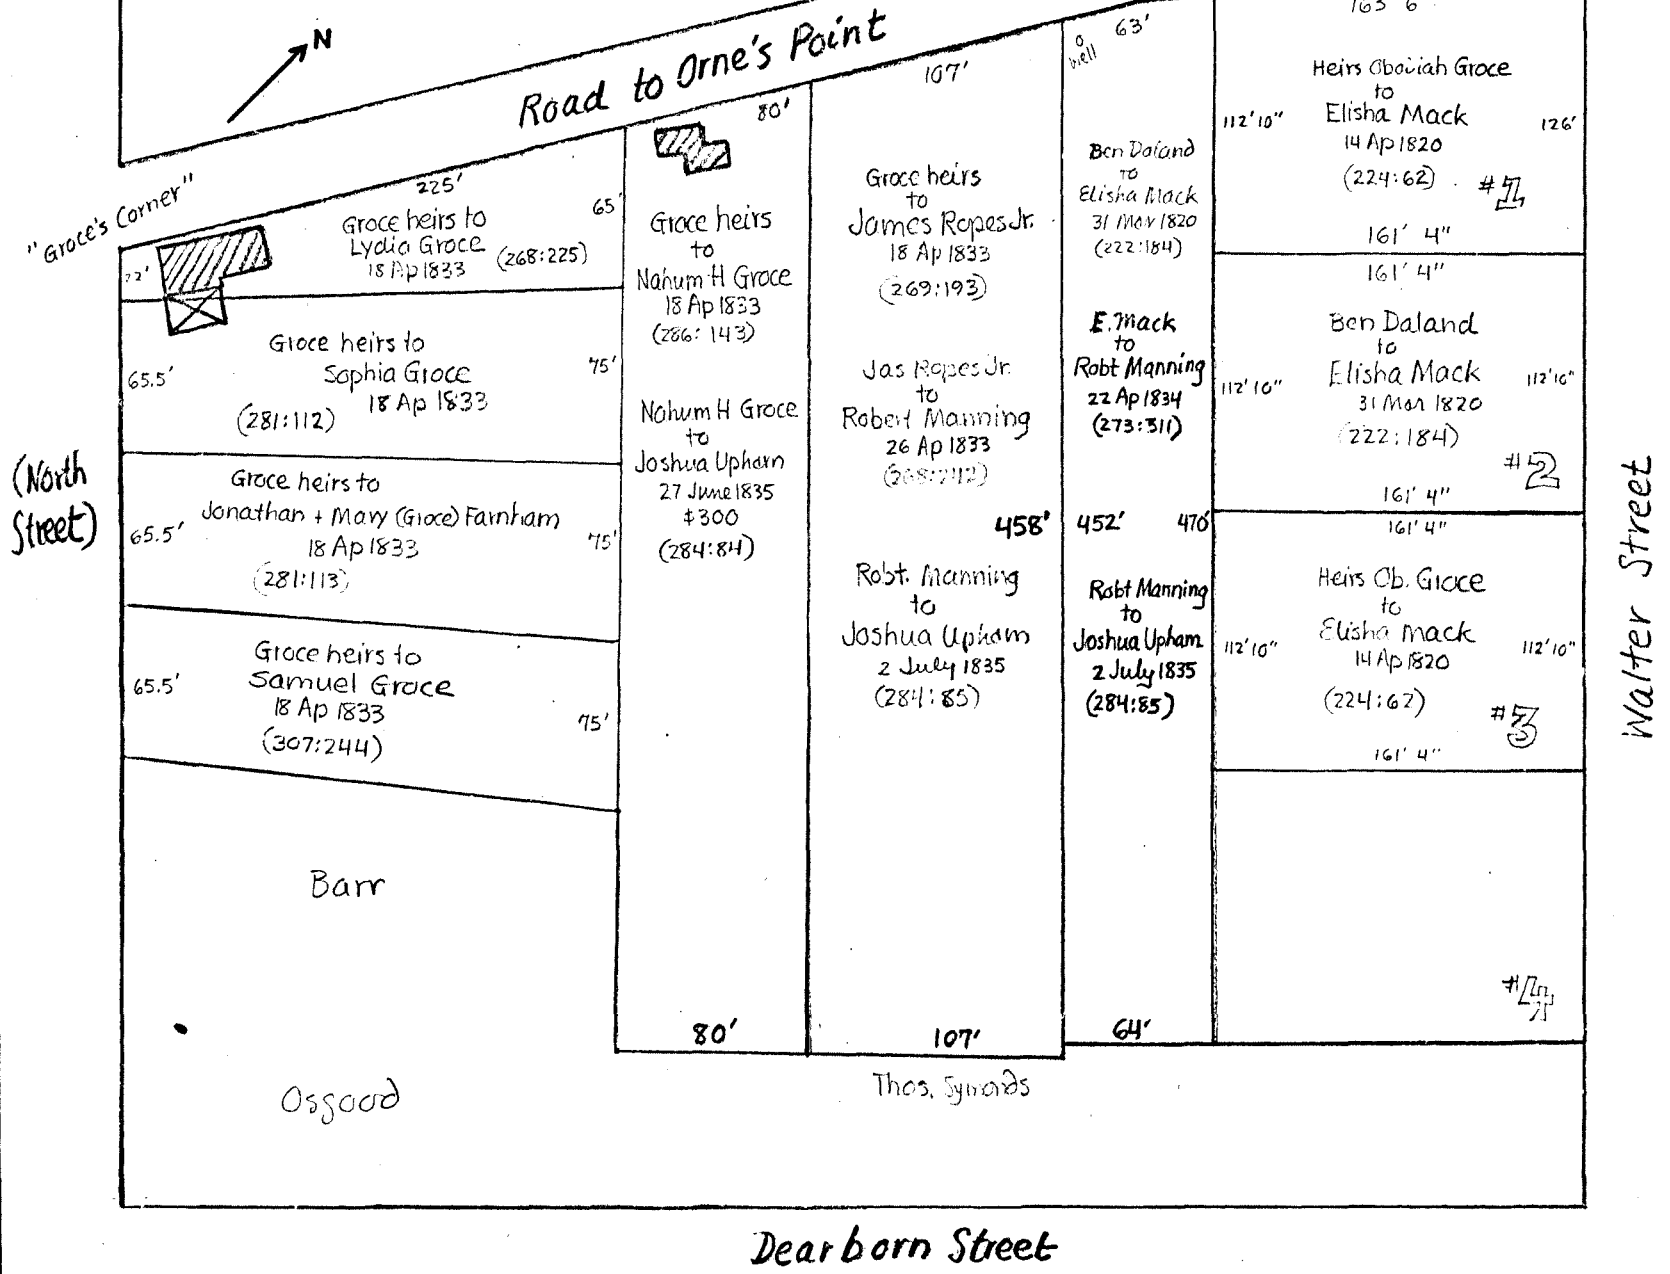 N
Road to Orne's Point
"Groce's Corner"
(North
Street)
Walter Street
Dearborn Street
225'
65'
Groce heirs to
Lydia Groce
18 Ap 1833
(268:225)
22'
Groce heirs to
Sophia Groce
18 Ap 1833
(281:112)
65.5'
75'
Groce heirs to
Jonathan + Mary (Groce) Farnham
18 Ap 1833
(281:113)
65.5'
75'
Groce heirs to
Samuel Groce
18 Ap 1833
(307:244)
65.5'
75'
Barr
Osgood
80'
Groce heirs
to
Nahum H Groce
18 Ap 1833
(286:143)
Nahum H Groce
to
Joshua Upham
27 June 1835
$300
(284:84)
80'
107'
Groce heirs
to
James Ropes Jr.
18 Ap 1833
(269:193)
Jas Ropes Jr.
to
Robert Manning
26 Ap 1833
458'
Robt. Manning
to
Joshua Upham
2 July 1835
(284:85)
107'
Thos. Symonds
63'
well
Ben Daland
to
Elisha Mack
31 Mar 1820
(222:184)
E. Mack
to
Robt Manning
22 Ap 1834
(273:311)
452'
470'
Robt Manning
to
Joshua Upham
2 July 1835
(284:85)
64'
163' 6"
Heirs Obadiah Groce
to
Elisha Mack
14 Ap 1820
(224:62)
112'10"
126'
#1
161' 4"
161' 4"
Ben Daland
to
Elisha Mack
31 Mar 1820
(222:184)
112'10"
112'10"
#2
161' 4"
161' 4"
Heirs Ob. Groce
to
Elisha Mack
14 Ap 1820
(224:62)
112'10"
112'10"
#3
161' 4"
#4